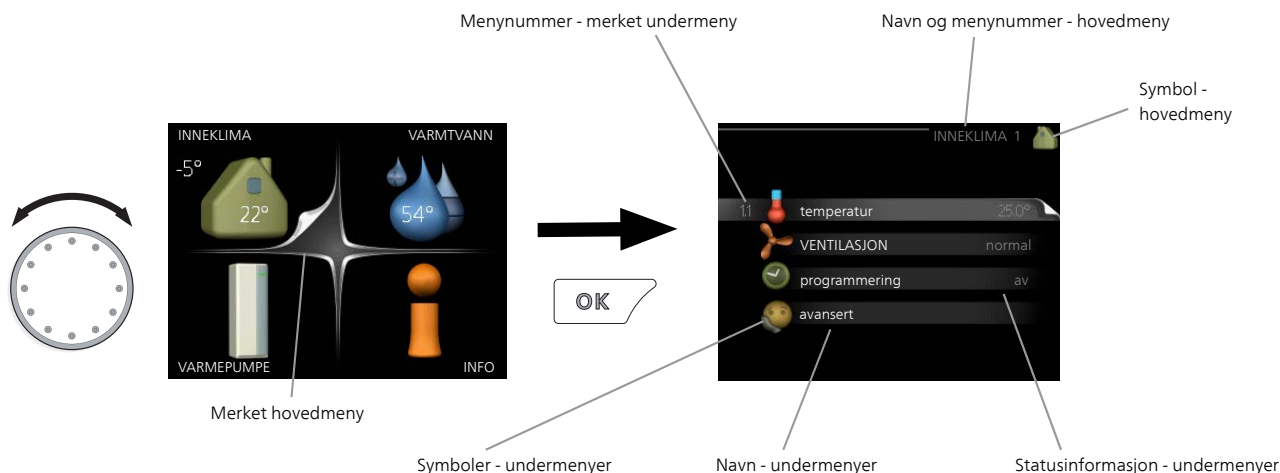 Menynummer - merket undermeny
Navn og menynummer - hovedmeny
Symbol -
hovedmeny
INNEKLIMA
VARMTVANN
-5°
22°
54°
VARMEPUMPE
INFO
Merket hovedmeny
OK
INNEKLIMA 1
1.1 temperatur 25.0°
VENTILASJON normal
programmering av
avansert
Symboler - undermenyer
Navn - undermenyer
Statusinformasjon - undermenyer